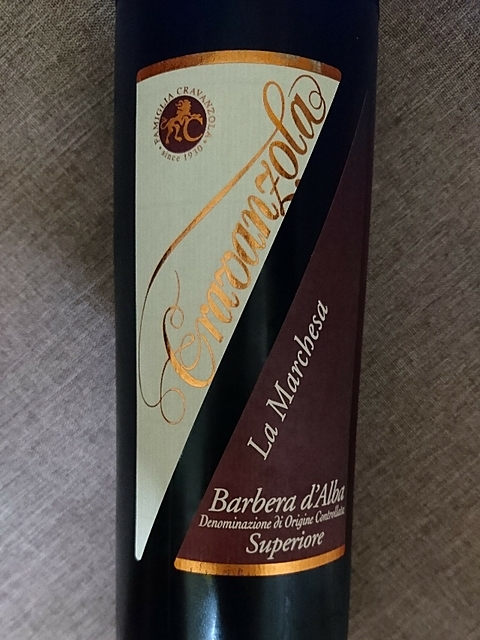 FAMIGLIA CRAVANZOLA
C
since 1930
Cravanzola
La Marchesa
Barbera d'Alba
Denominazione di Origine Controllata
Superiore